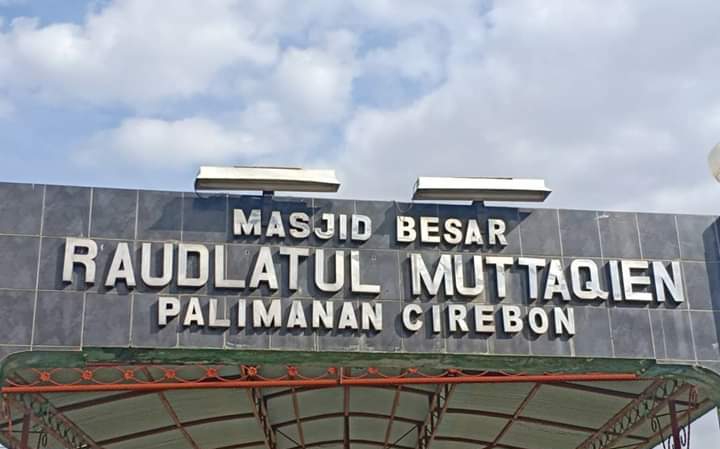 MASJID BESAR
RAUDLATUL MUTTAQIEN
PALIMANAN CIREBON